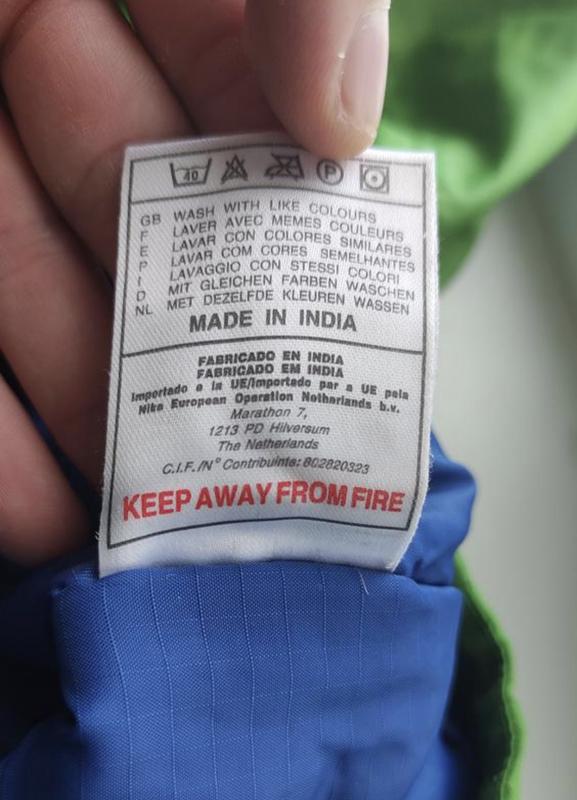 40 P
GB WASH WITH LIKE COLOURS
F LAVER AVEC MEMES COULEURS
E LAVAR CON COLORES SIMILARES
P LAVAR COM CORES SEMELHANTES
I LAVAGGIO CON STESSI COLORI
D MIT GLEICHEN FARBEN WASCHEN
NL MET DEZELFDE KLEUREN WASSEN
MADE IN INDIA
FABRICADO EN INDIA
FABRICADO EM INDIA
Importado a la UE/Importado par a UE pela
Nike European Operation Netherlands b.v.
Marathon 7,
1213 PD Hilversum
The Netherlands
C.I.F./N° Contribuinte: 802820323
KEEP AWAY FROM FIRE